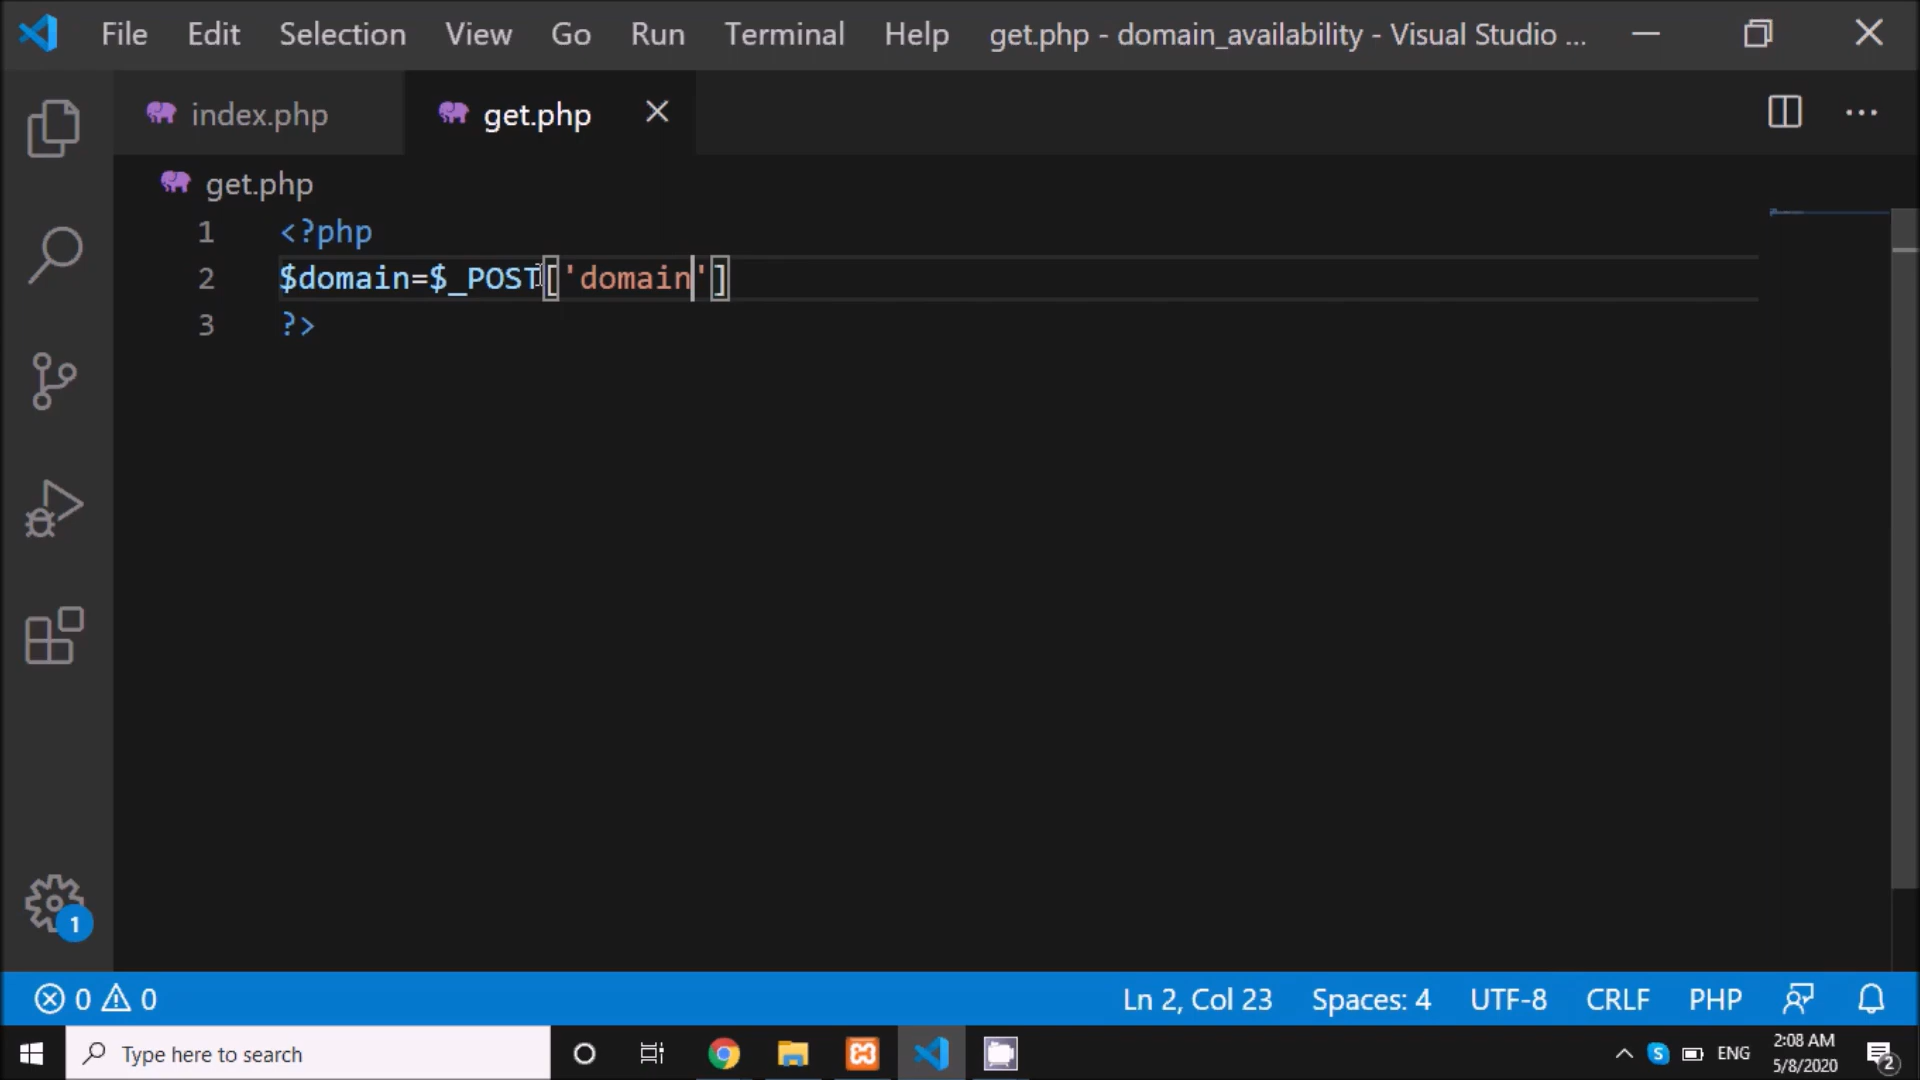 File Edit Selection View Go Run Terminal Help get.php - domain_availability - Visual Studio ...
index.php get.php
get.php
1 <?php
2 $domain=$_POST['domain']
3 ?>
1
0 0 Ln 2, Col 23 Spaces: 4 UTF-8 CRLF PHP
Type here to search ENG 2:08 AM
5/8/2020 2